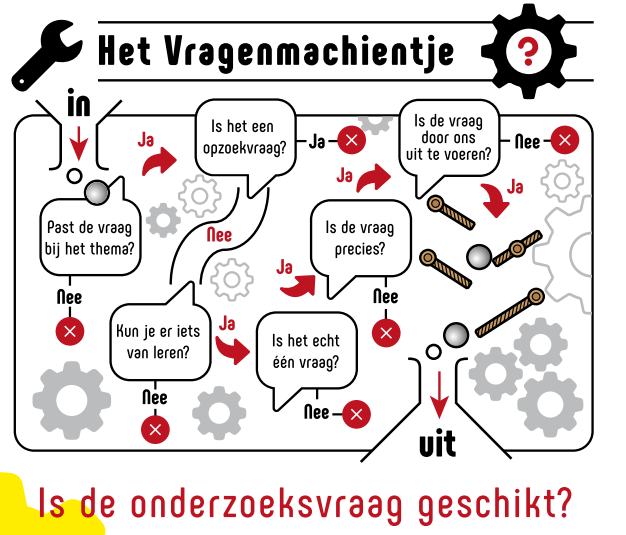 Het Vragenmachientje
?
in
Ja
Is het een
opzoekvraag?
Ja
Is de vraag
door ons
uit te voeren?
Nee
Ja
Ja
Past de vraag
bij het thema?
Nee
Nee
Is de vraag
precies?
Ja
Nee
Kun je er iets
van leren?
Ja
Is het echt
één vraag?
Nee
Nee
uit
Is de onderzoeksvraag geschikt?